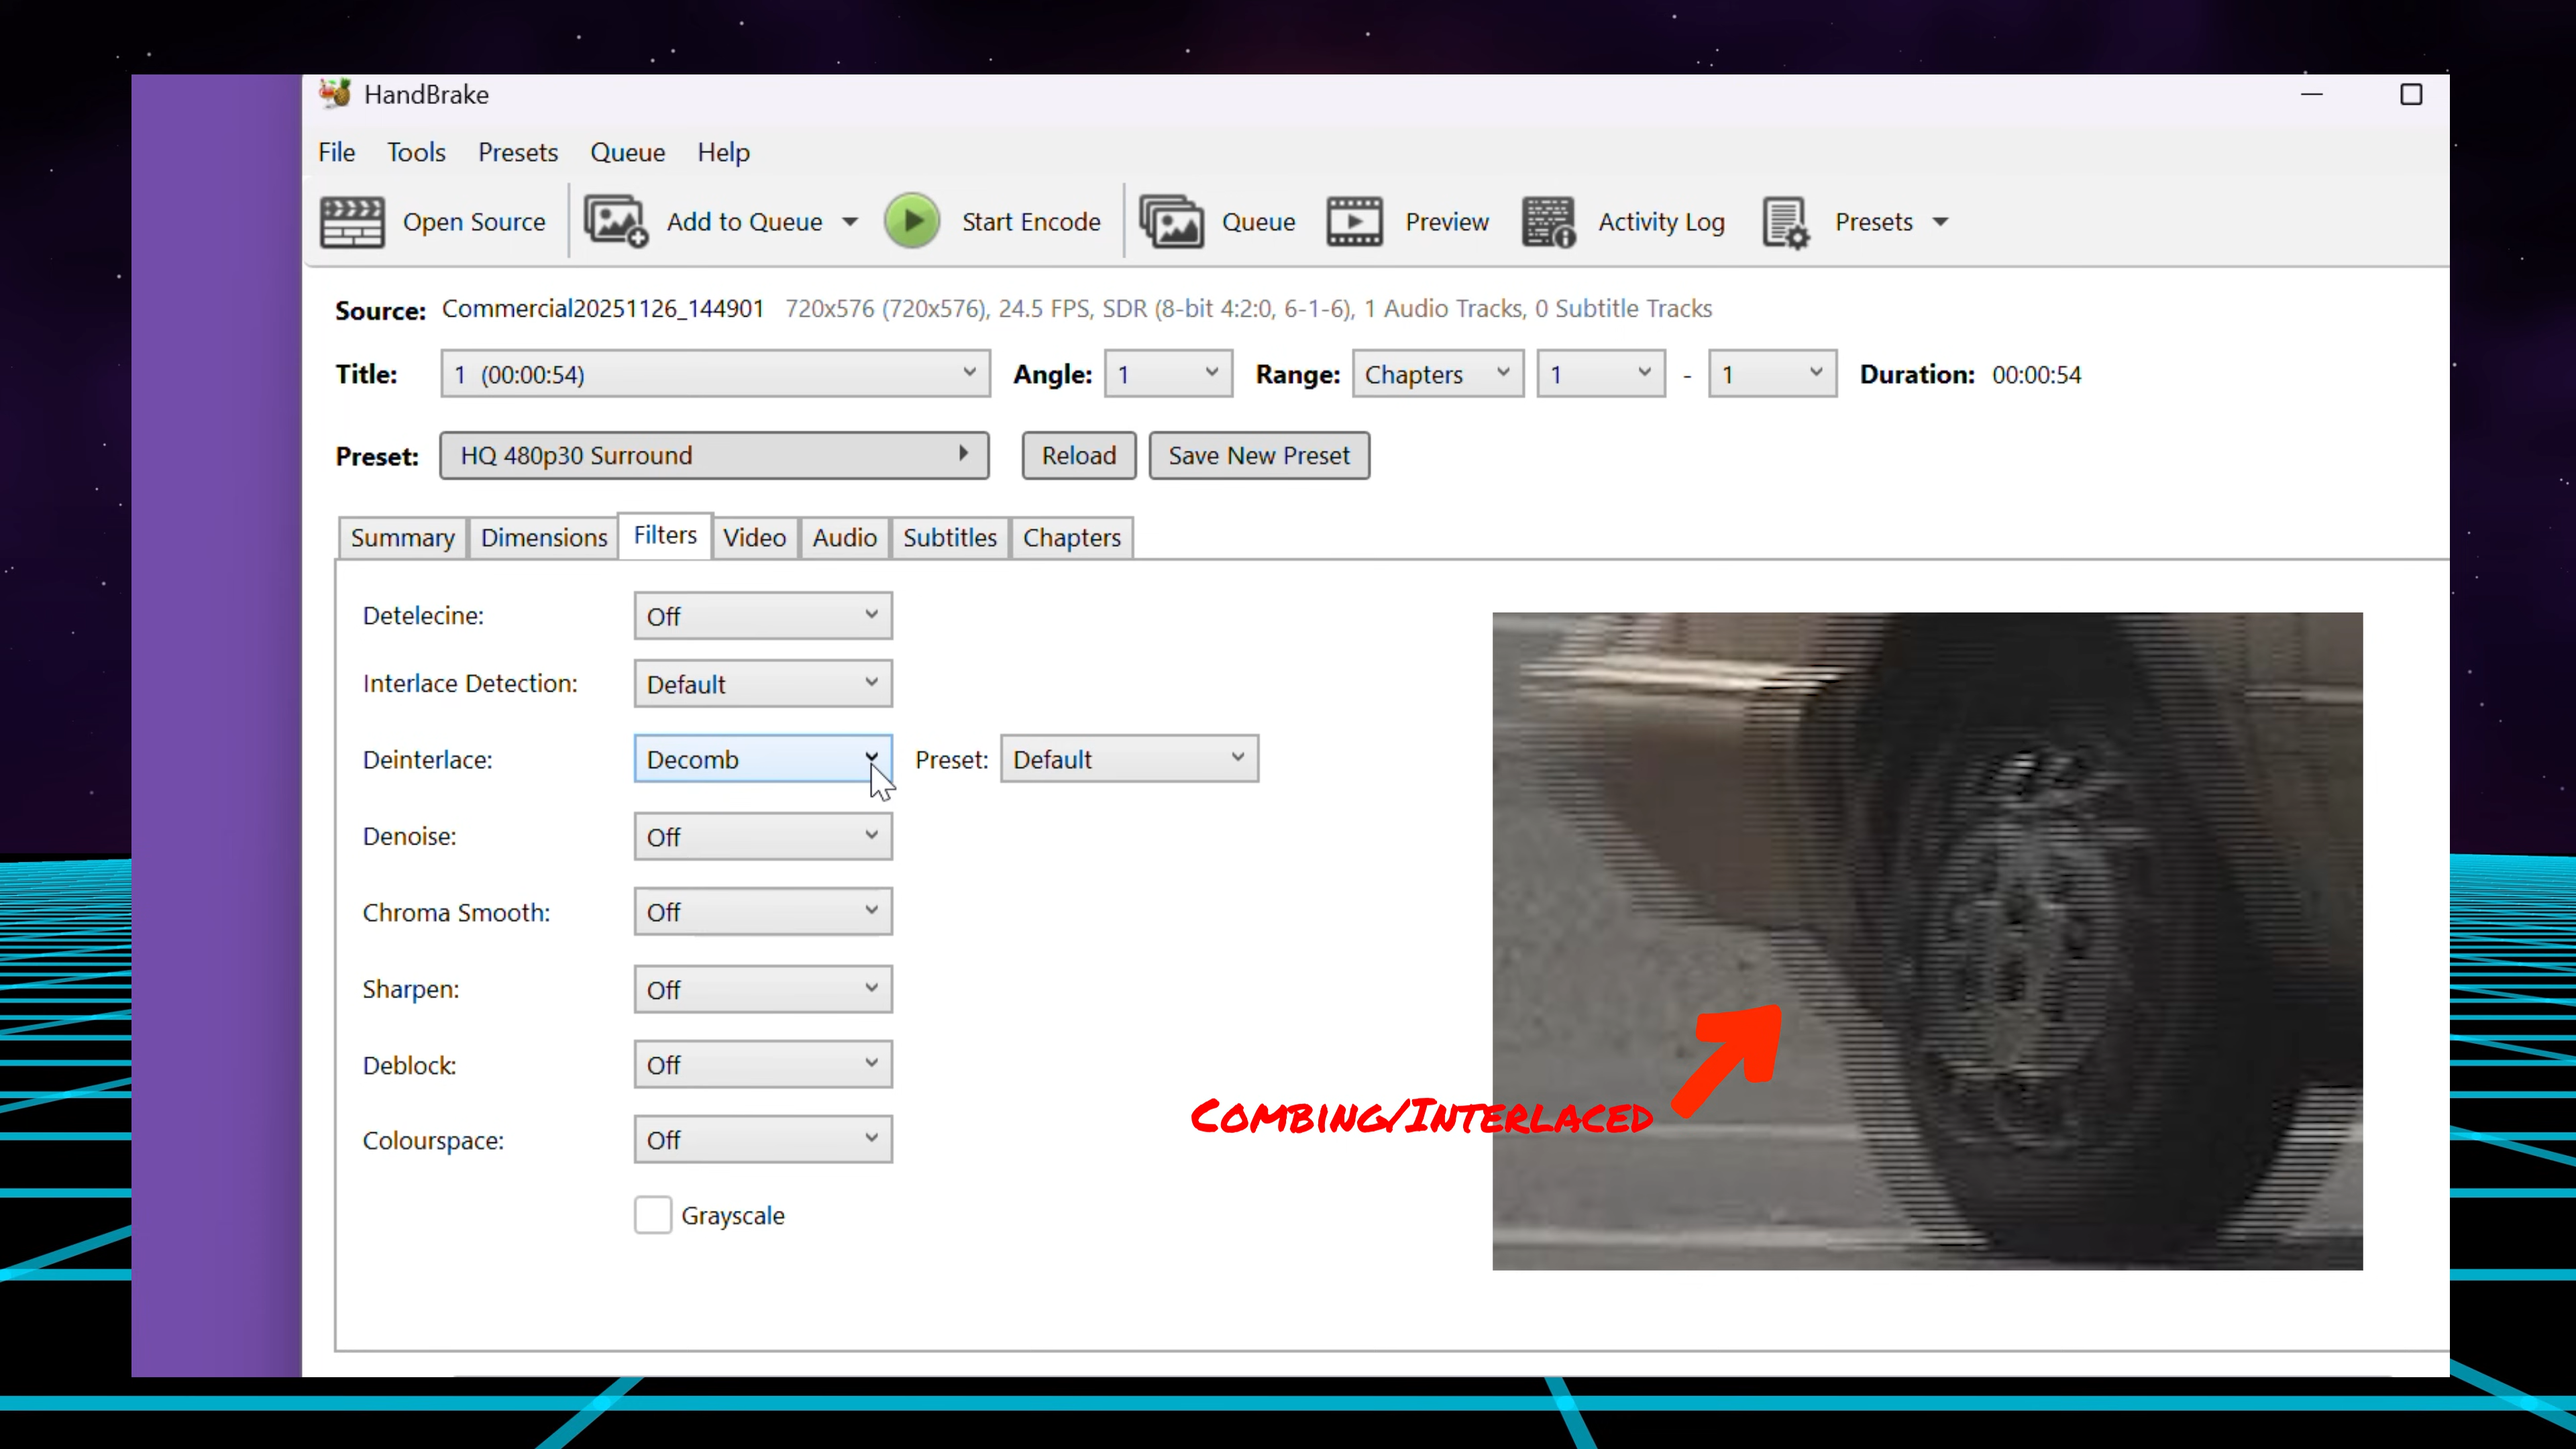 HandBrake
File Tools Presets Queue Help
Open Source Add to Queue Start Encode Queue Preview Activity Log Presets
Source: Commercial20251126_144901 720x576 (720x576), 24.5 FPS, SDR (8-bit 4:2:0, 6-1-6), 1 Audio Tracks, 0 Subtitle Tracks
Title: 1 (00:00:54) Angle: 1 Range: Chapters 1 - 1 Duration: 00:00:54
Preset: HQ 480p30 Surround Reload Save New Preset
Summary Dimensions Filters Video Audio Subtitles Chapters
Detelecine: Off
Interlace Detection: Default
Deinterlace: Decomb Preset: Default
Denoise: Off
Chroma Smooth: Off
Sharpen: Off
Deblock: Off
Combing/Interlaced
Colourspace: Off
Grayscale